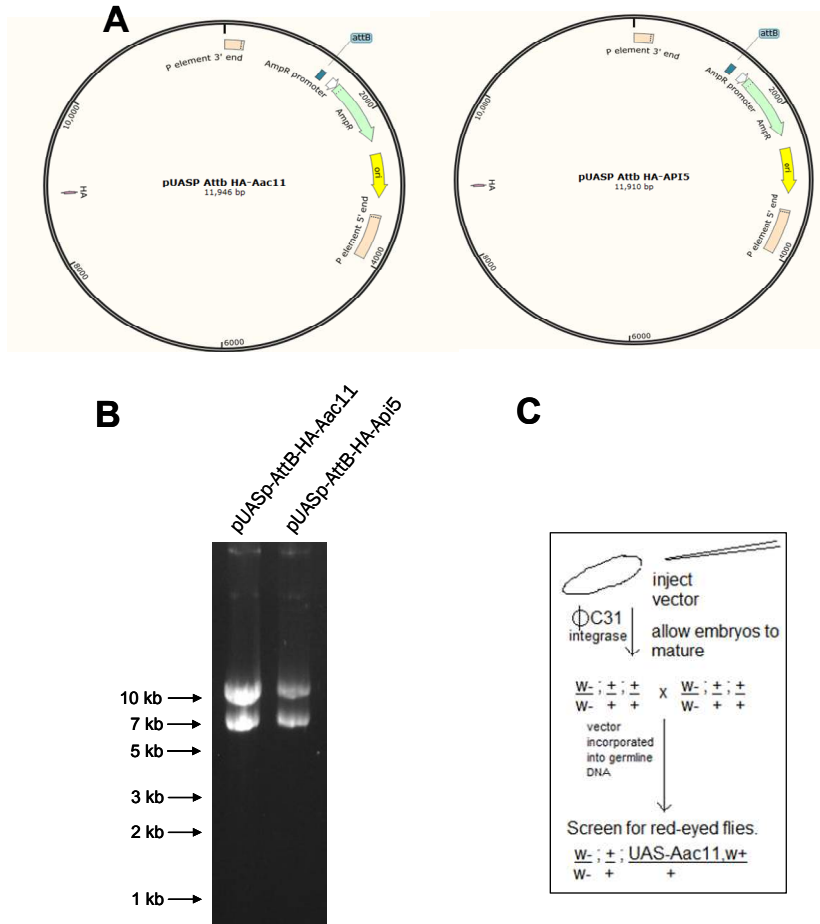 A
P element 3' end
attB
AmpR promoter
AmpR
2000
ori
P element 5' end
4000
6000
8000
HA
10,000
pUASP Attb HA-Aac11
11,946 bp
P element 3' end
attB
AmpR promoter
AmpR
2000
ori
P element 5' end
4000
6000
8000
HA
10,000
pUASP Attb HA-API5
11,910 bp
B
pUASp-AttB-HA-Aac11
pUASp-AttB-HA-Api5
10 kb
7 kb
5 kb
3 kb
2 kb
1 kb
C
inject
vector
ϕC31
integrase
allow embryos to
mature
w- ; + ; + x w- ; + ; +
w- + + w- + +
vector
incorporated
into germline
DNA
Screen for red-eyed flies.
w- ; + ; UAS-Aac11,w+
w- + +